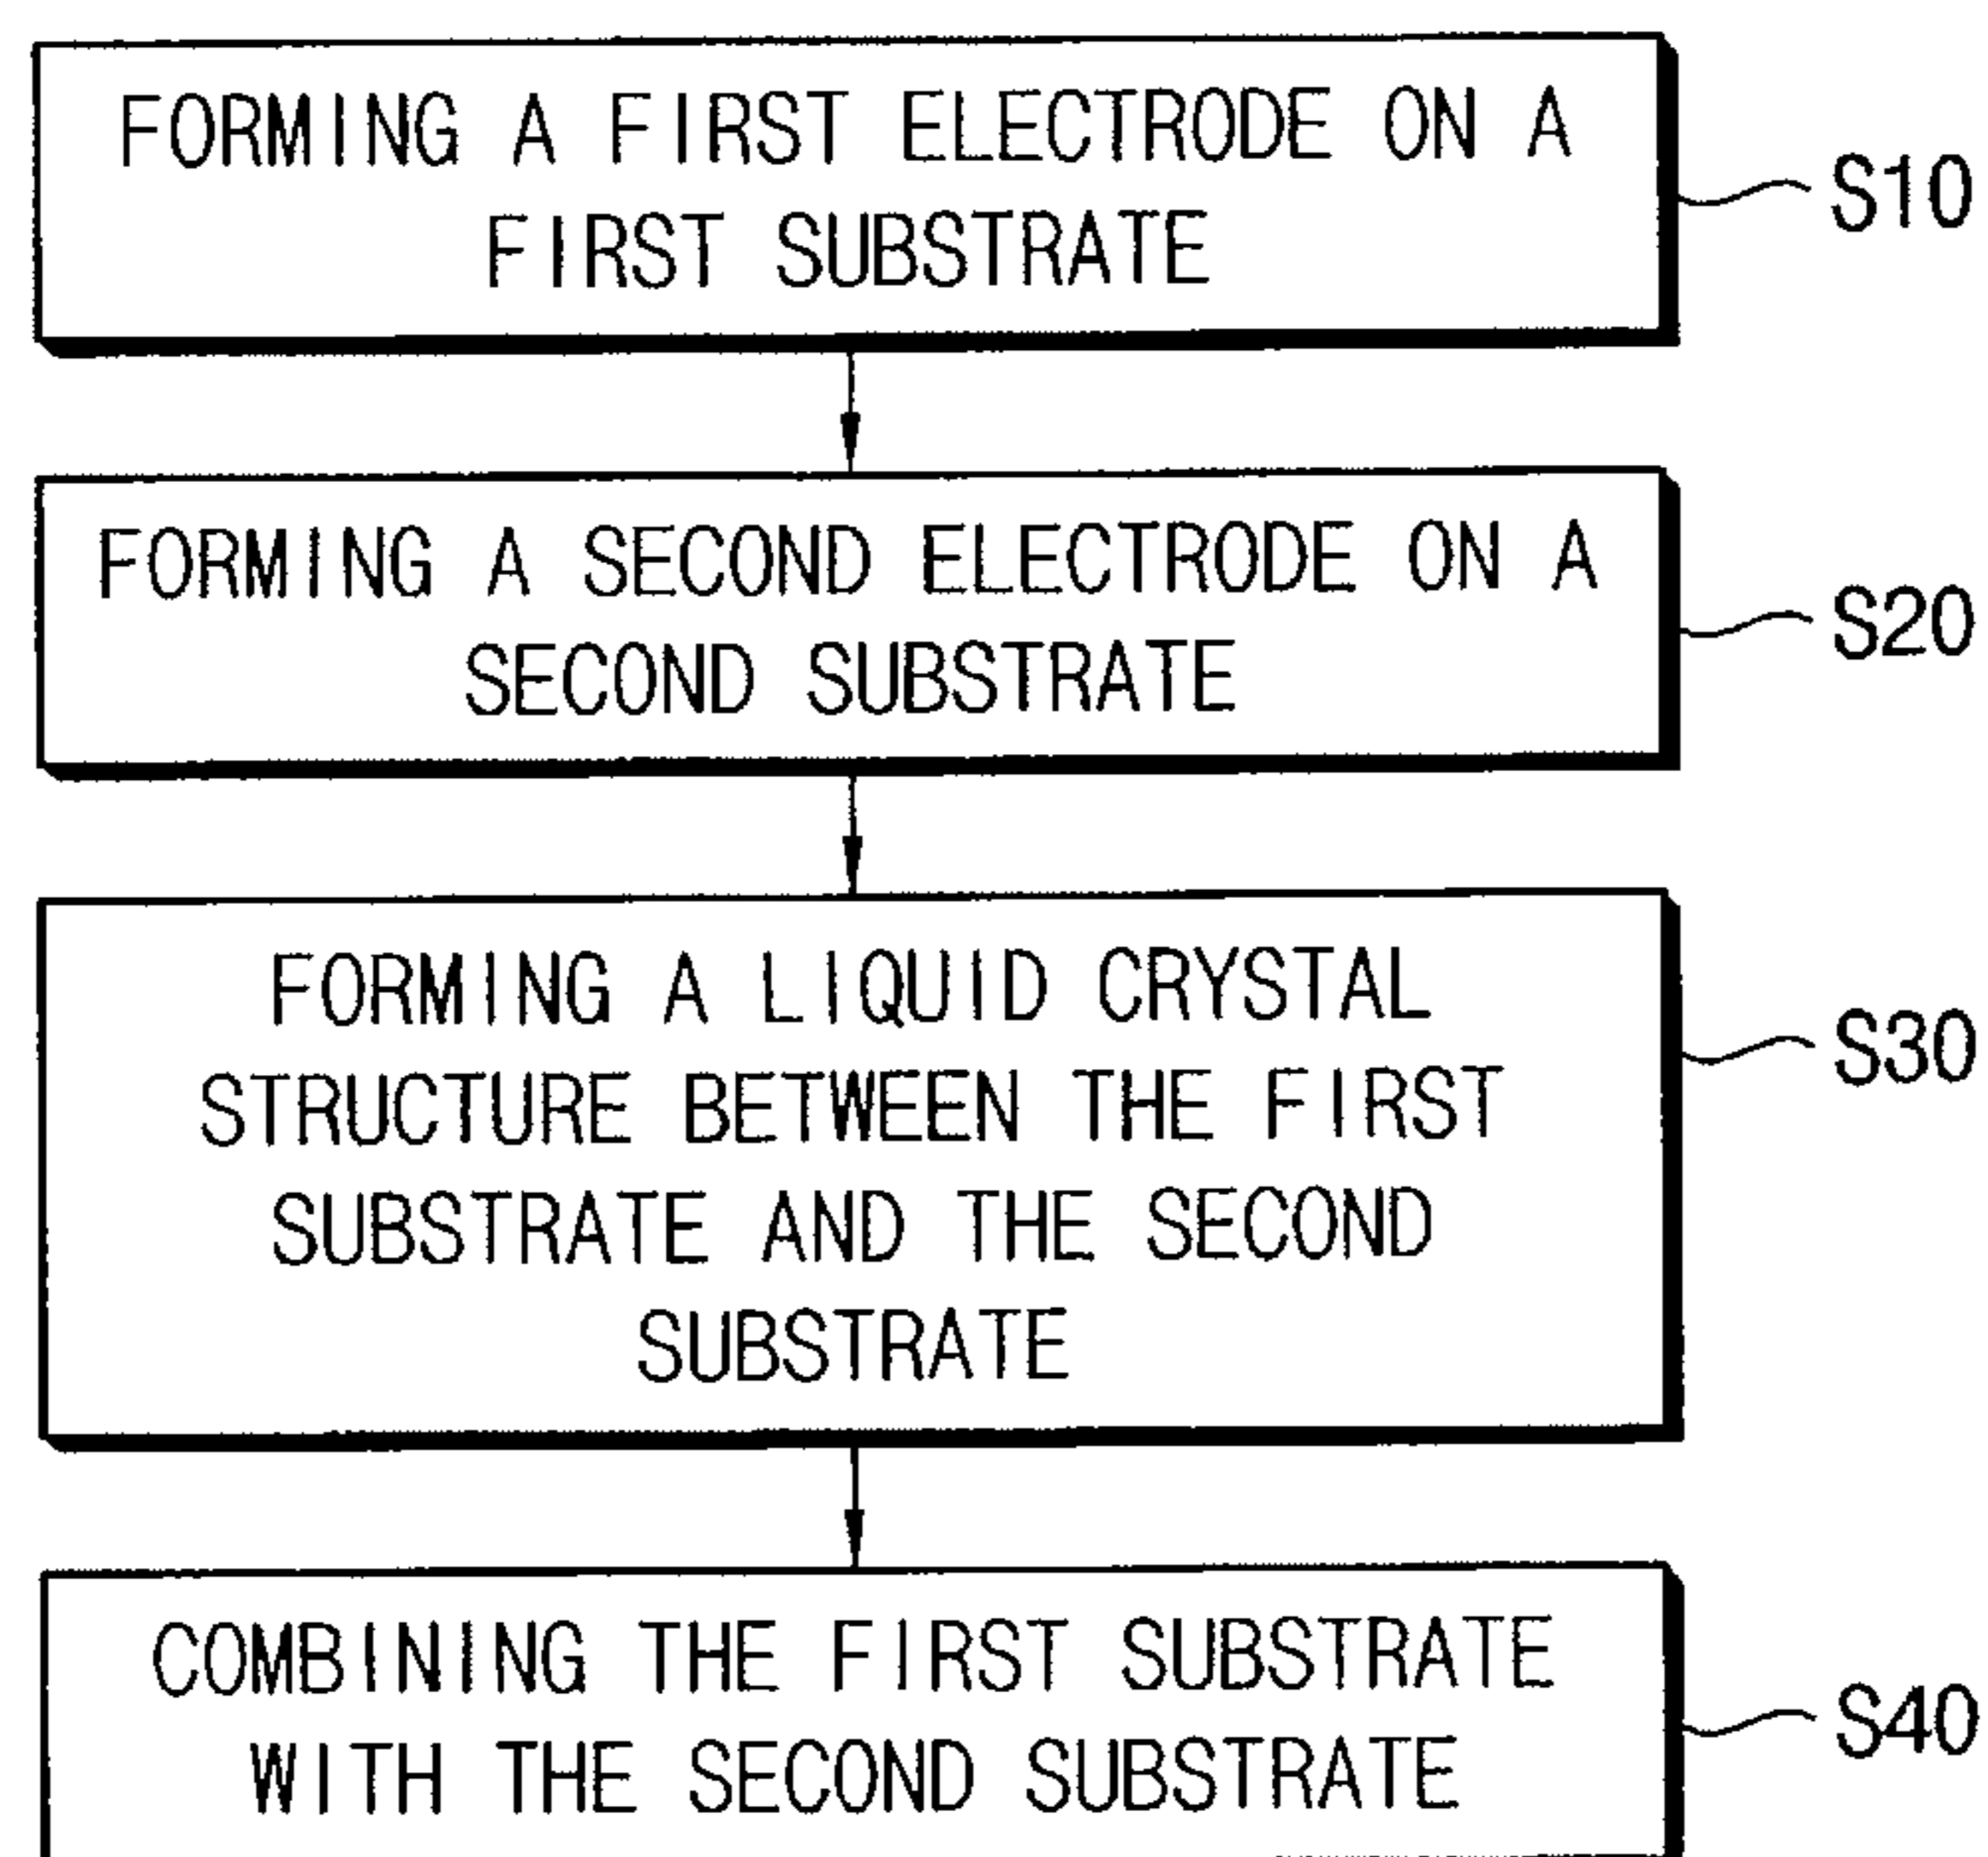 FORMING A FIRST ELECTRODE ON A
FIRST SUBSTRATE
S10
FORMING A SECOND ELECTRODE ON A
SECOND SUBSTRATE
S20
FORMING A LIQUID CRYSTAL
STRUCTURE BETWEEN THE FIRST
SUBSTRATE AND THE SECOND
SUBSTRATE
S30
COMBINING THE FIRST SUBSTRATE
WITH THE SECOND SUBSTRATE
S40